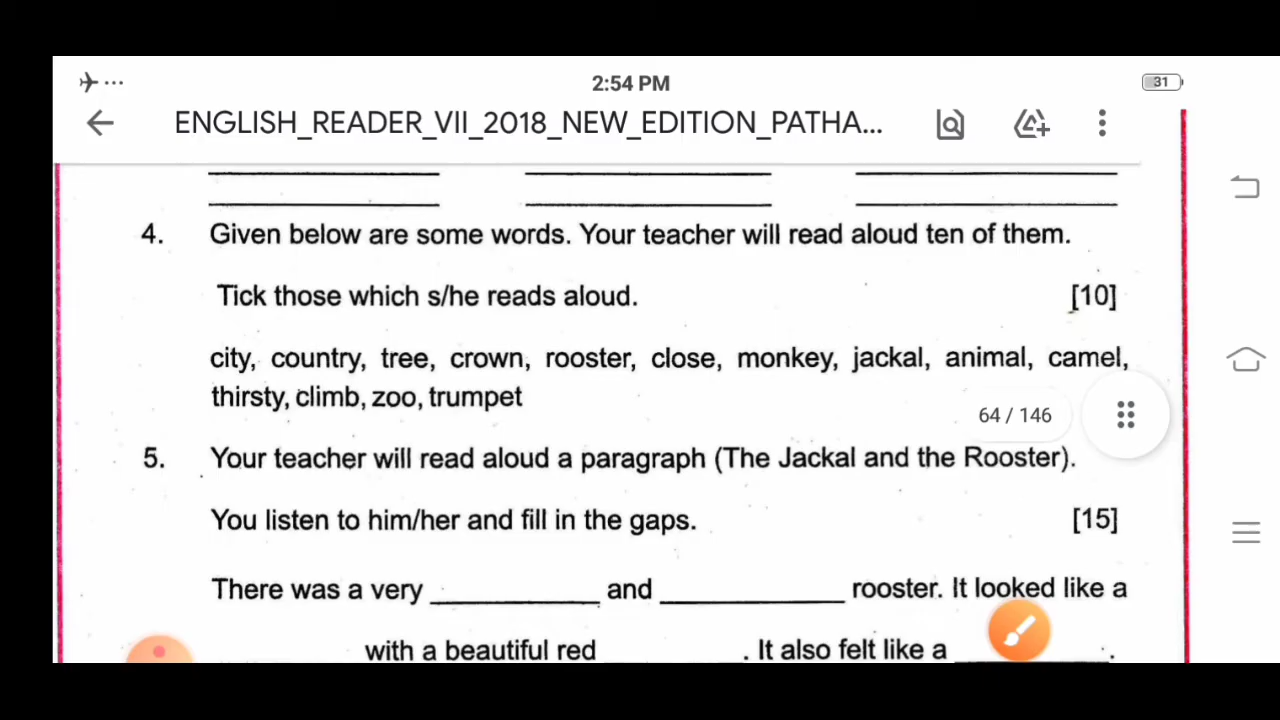 2:54 PM
31
ENGLISH_READER_VII_2018_NEW_EDITION_PATHA...
4. Given below are some words. Your teacher will read aloud ten of them.
Tick those which s/he reads aloud. [10]
city, country, tree, crown, rooster, close, monkey, jackal, animal, camel,
thirsty, climb, zoo, trumpet
64 / 146
5. Your teacher will read aloud a paragraph (The Jackal and the Rooster).
You listen to him/her and fill in the gaps. [15]
There was a very ____________ and _____________ rooster. It looked like a
with a beautiful red __________. It also felt like a ___________.